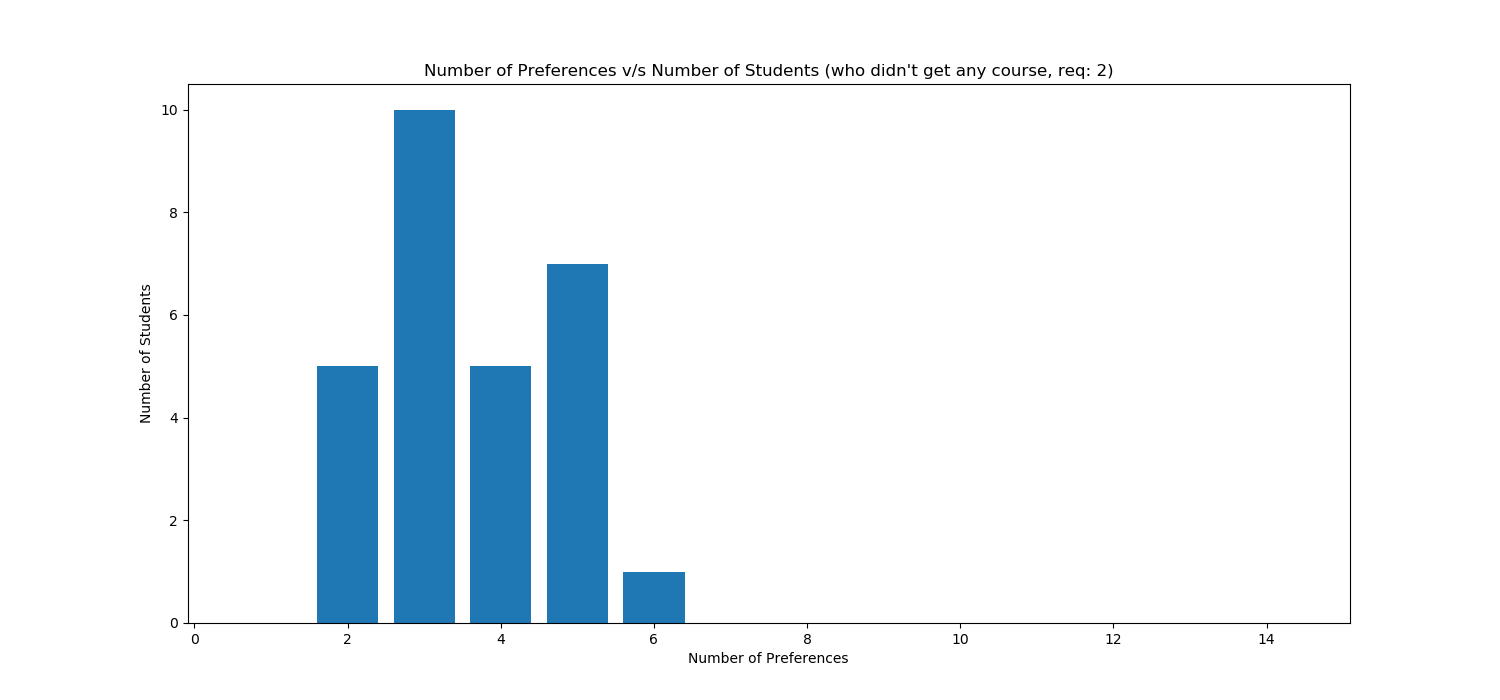 Number of Preferences v/s Number of Students (who didn't get any course, req: 2)
10
8
6
4
2
0
Number of Students
0 2 4 6 8 10 12 14
Number of Preferences